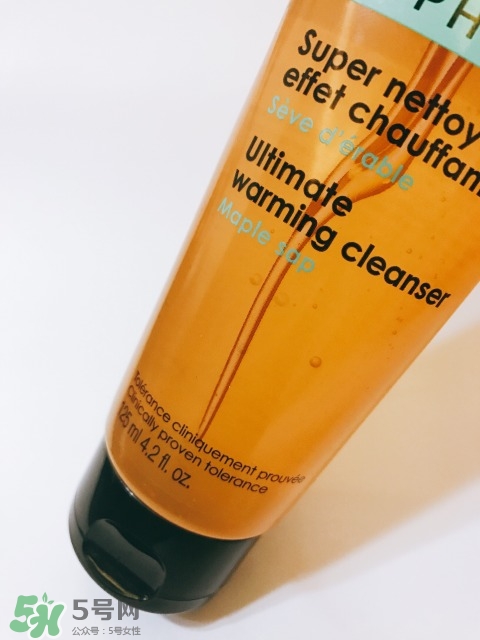 PH
Super nettoy
effet chauffan
Sève d'érable
Ultimate
warming cleanser
Maple sap
Tolérance cliniquement prouvée
Clinically proven tolerance
125 ml 4.2 fl. oz.
5号网
公众号：5号女性